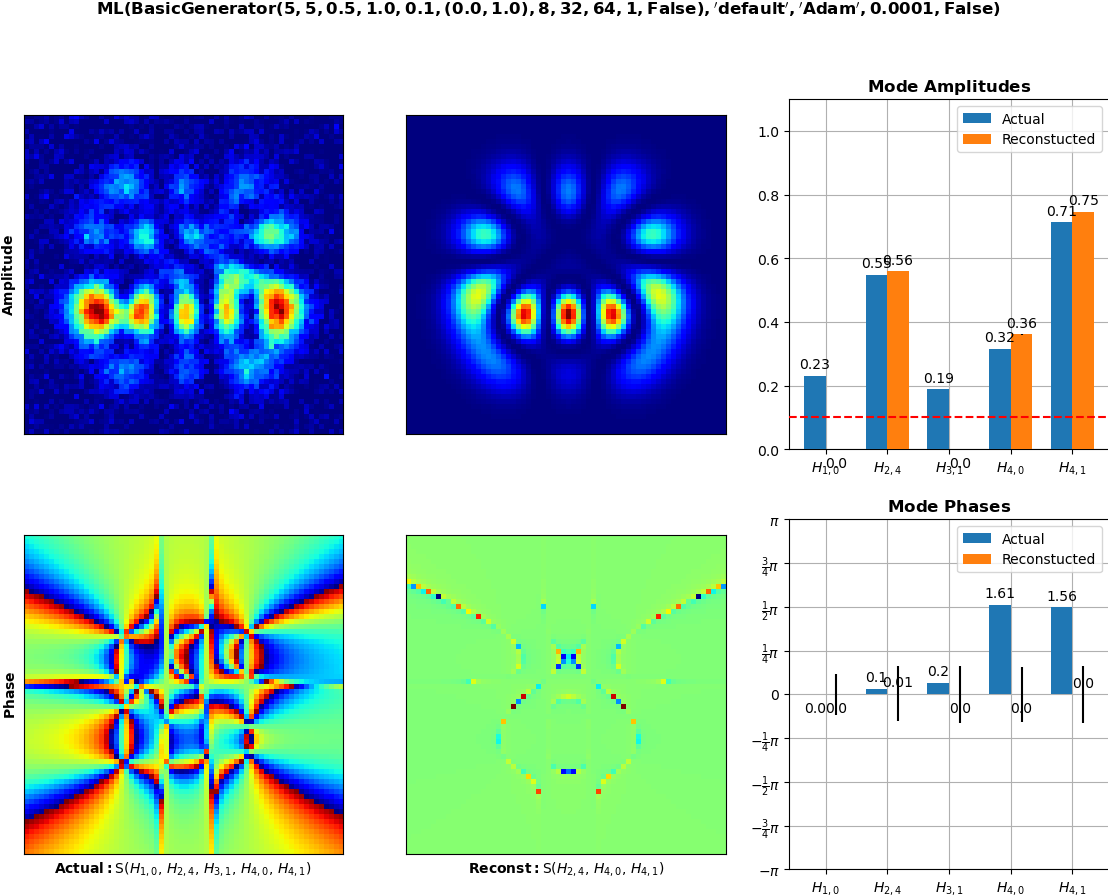 ML(BasicGenerator(5, 5, 0.5, 1.0, 0.1, (0.0, 1.0), 8, 32, 64, 1, False), 'default', 'Adam', 0.0001, False)
Mode Amplitudes
Actual
Reconstucted
1.0
0.8
0.6
0.4
0.2
0.0
0.23
0.0
0.55
0.56
0.19
0.0
0.32
0.36
0.71
0.75
H1,0
H2,4
H3,1
H4,0
H4,1
Amplitude
Mode Phases
Actual
Reconstucted
π
3/4π
1/2π
1/4π
0
−1/4π
−1/2π
−3/4π
−π
0.0
0.0
0.1
0.01
0.2
0.0
1.61
0.0
1.56
0.0
H1,0
H2,4
H3,1
H4,0
H4,1
Phase
Actual: S(H1,0, H2,4, H3,1, H4,0, H4,1)
Reconst: S(H2,4, H4,0, H4,1)